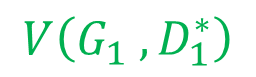 V(G₁ , D₁*)